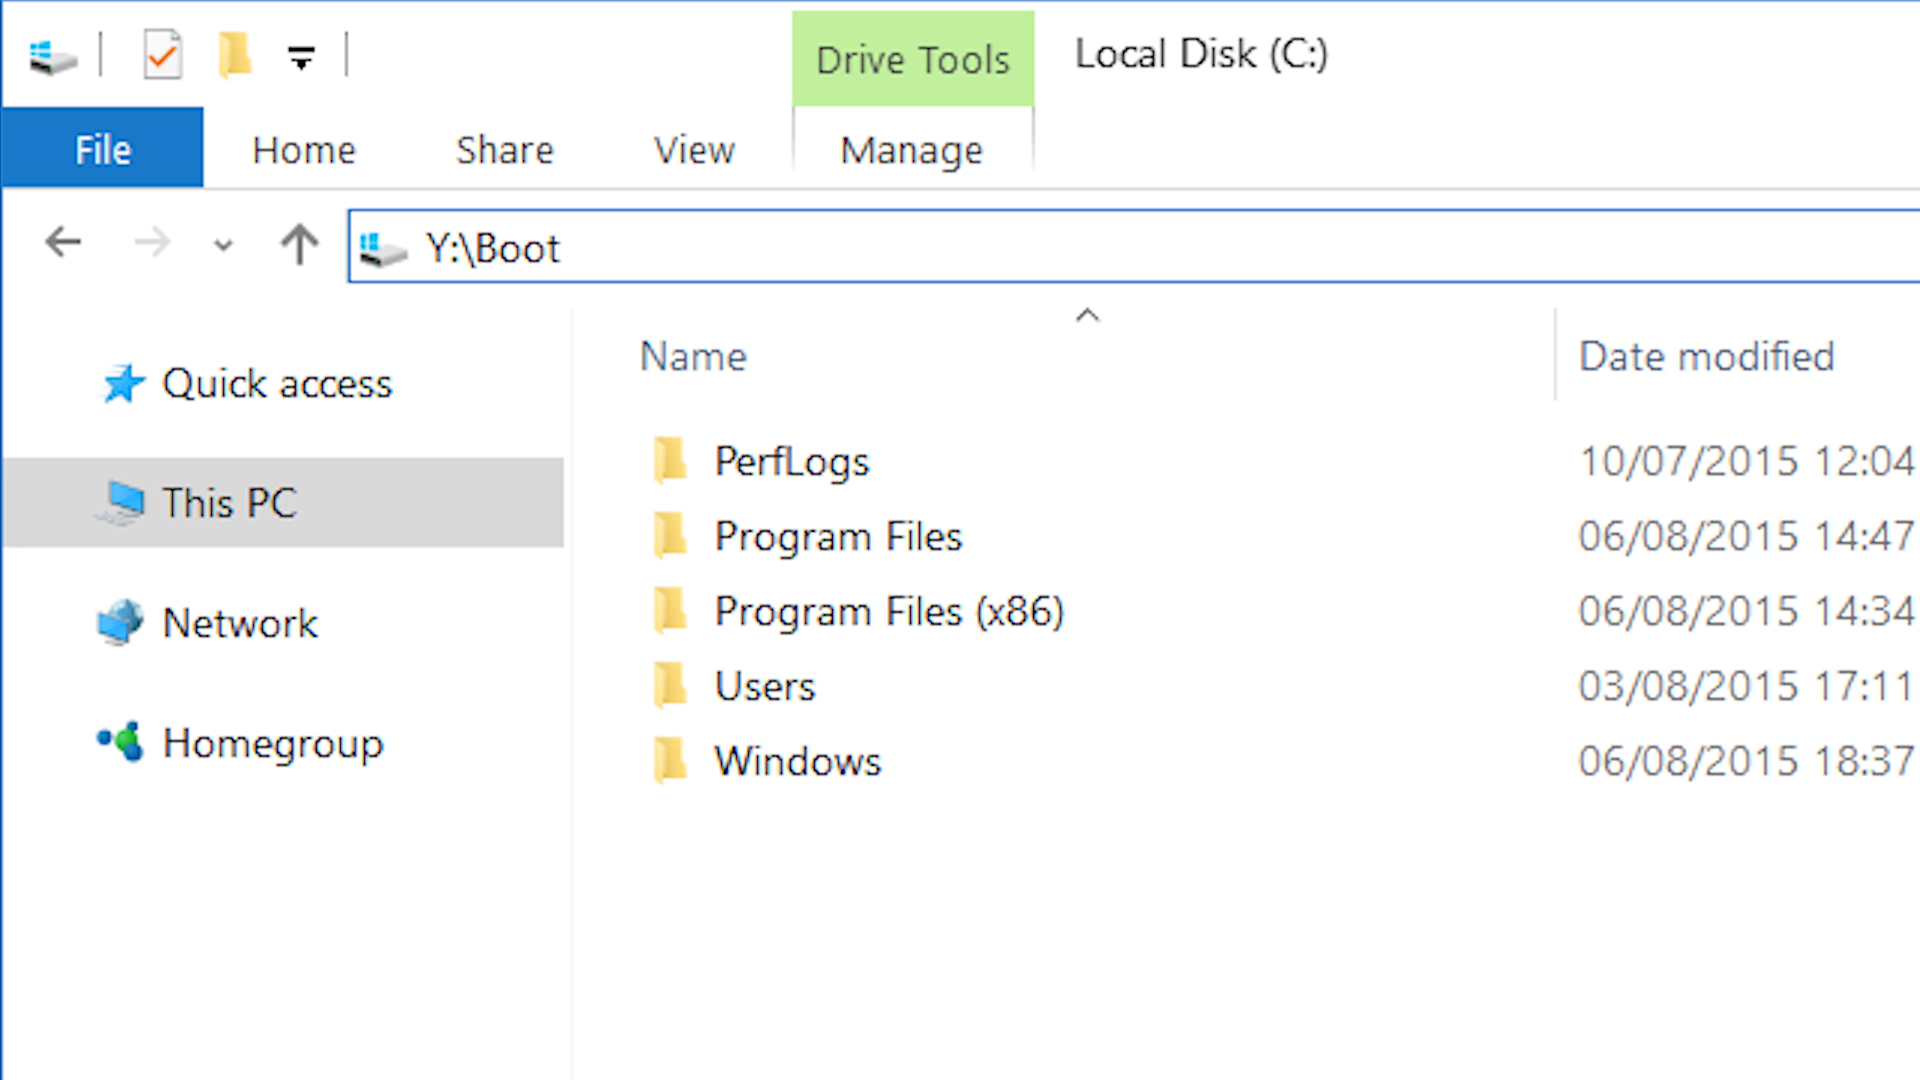 Drive Tools
Local Disk (C:)
File
Home
Share
View
Manage
Y:\Boot
Name
Date modified
Quick access
This PC
Network
Homegroup
PerfLogs
10/07/2015 12:04
Program Files
06/08/2015 14:47
Program Files (x86)
06/08/2015 14:34
Users
03/08/2015 17:11
Windows
06/08/2015 18:37